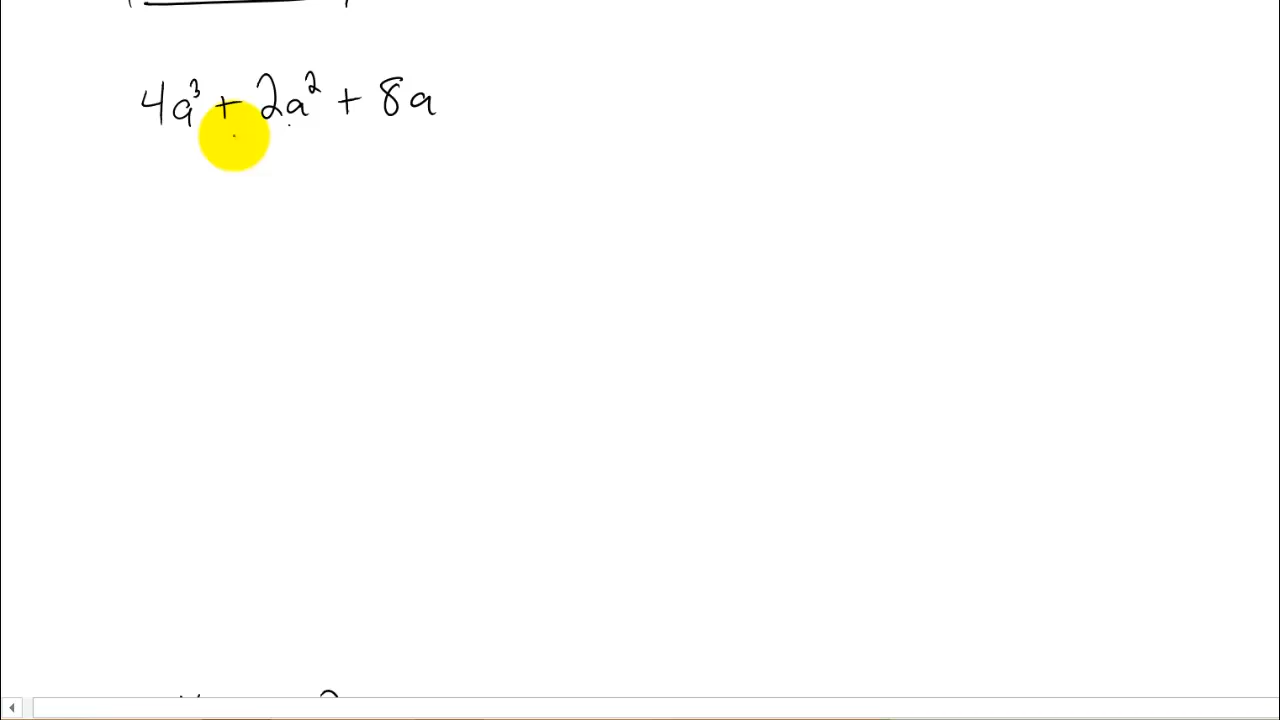 4a³ + 2a² + 8a